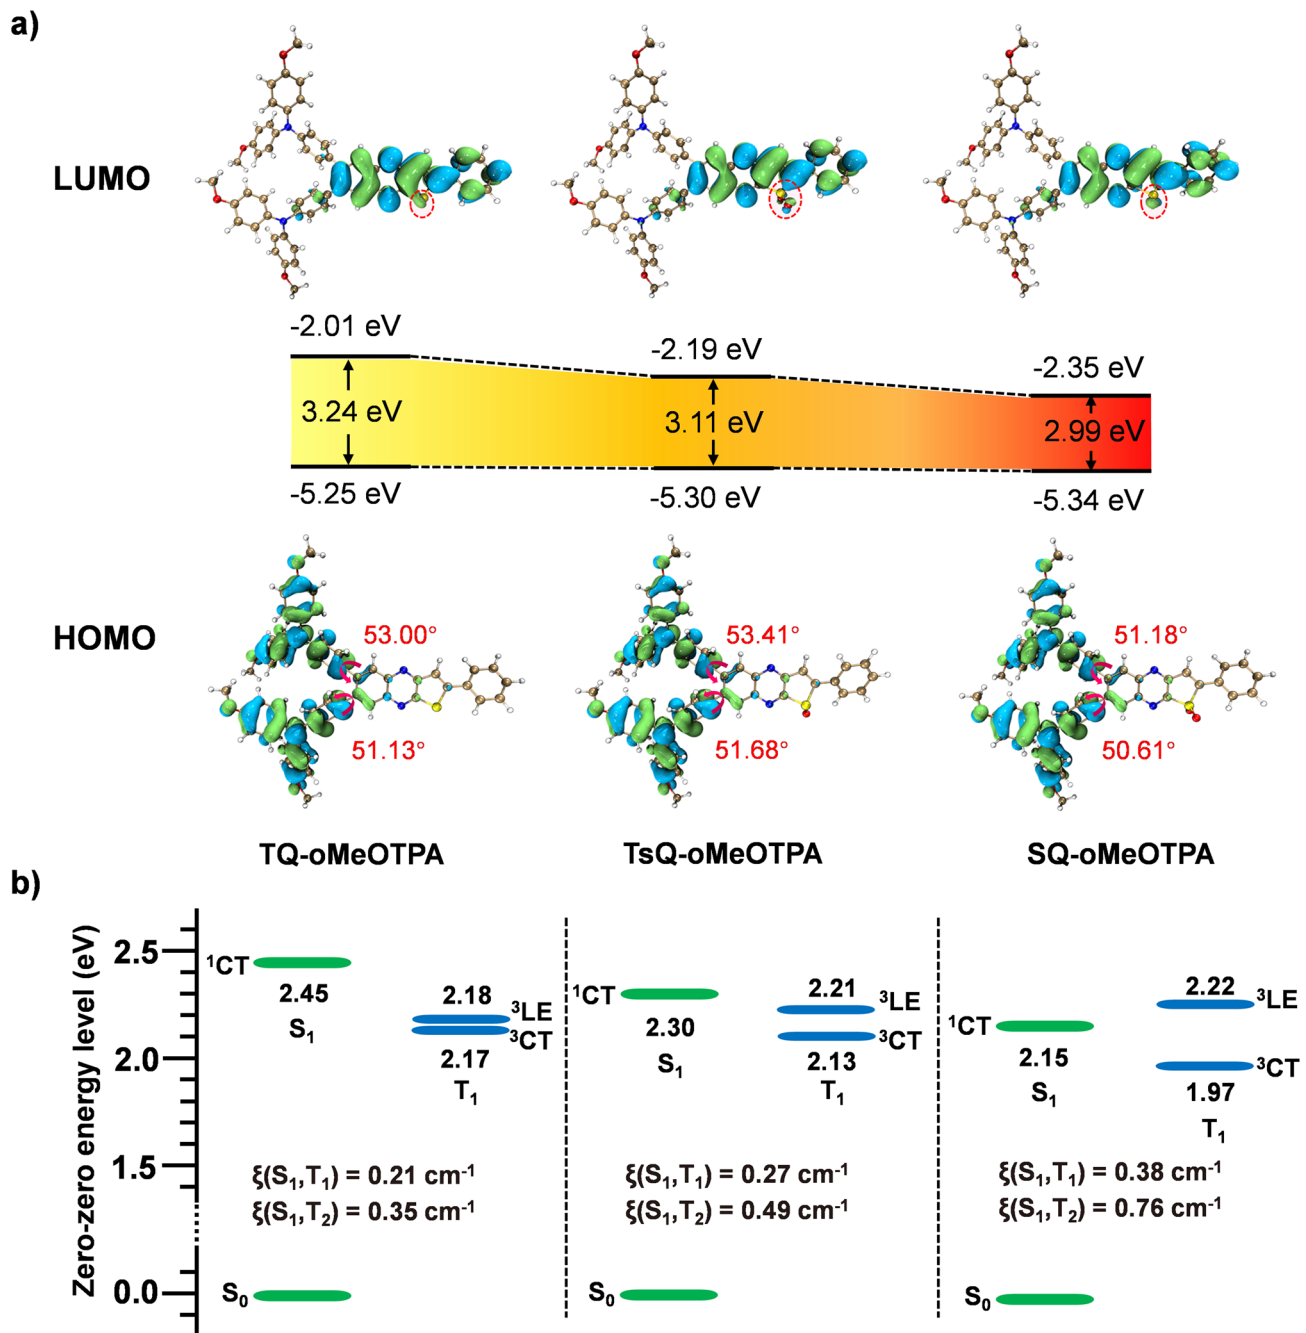 a)
LUMO
-2.01 eV
-2.19 eV
-2.35 eV
3.24 eV
3.11 eV
2.99 eV
-5.25 eV
-5.30 eV
-5.34 eV
HOMO
53.00°
53.41°
51.18°
51.13°
51.68°
50.61°
TQ-oMeOTPA
TsQ-oMeOTPA
SQ-oMeOTPA
b)
Zero-zero energy level (eV)
2.5
2.0
1.5
0.0
¹CT
2.45
S₁
2.18
³LE
³CT
2.17
T₁
ξ(S₁,T₁) = 0.21 cm⁻¹
ξ(S₁,T₂) = 0.35 cm⁻¹
S₀
¹CT
2.30
S₁
2.21
³LE
³CT
2.13
T₁
ξ(S₁,T₁) = 0.27 cm⁻¹
ξ(S₁,T₂) = 0.49 cm⁻¹
S₀
¹CT
2.15
S₁
2.22
³LE
³CT
1.97
T₁
ξ(S₁,T₁) = 0.38 cm⁻¹
ξ(S₁,T₂) = 0.76 cm⁻¹
S₀